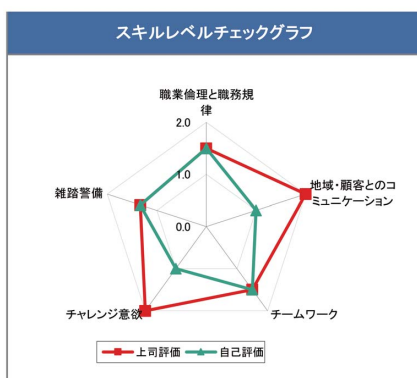 スキルレベルチェックグラフ
職業倫理と職務規
律
2.0
1.0
0.0
地域・顧客とのコ
ミュニケーション
雑踏警備
チャレンジ意欲
チームワーク
上司評価
自己評価